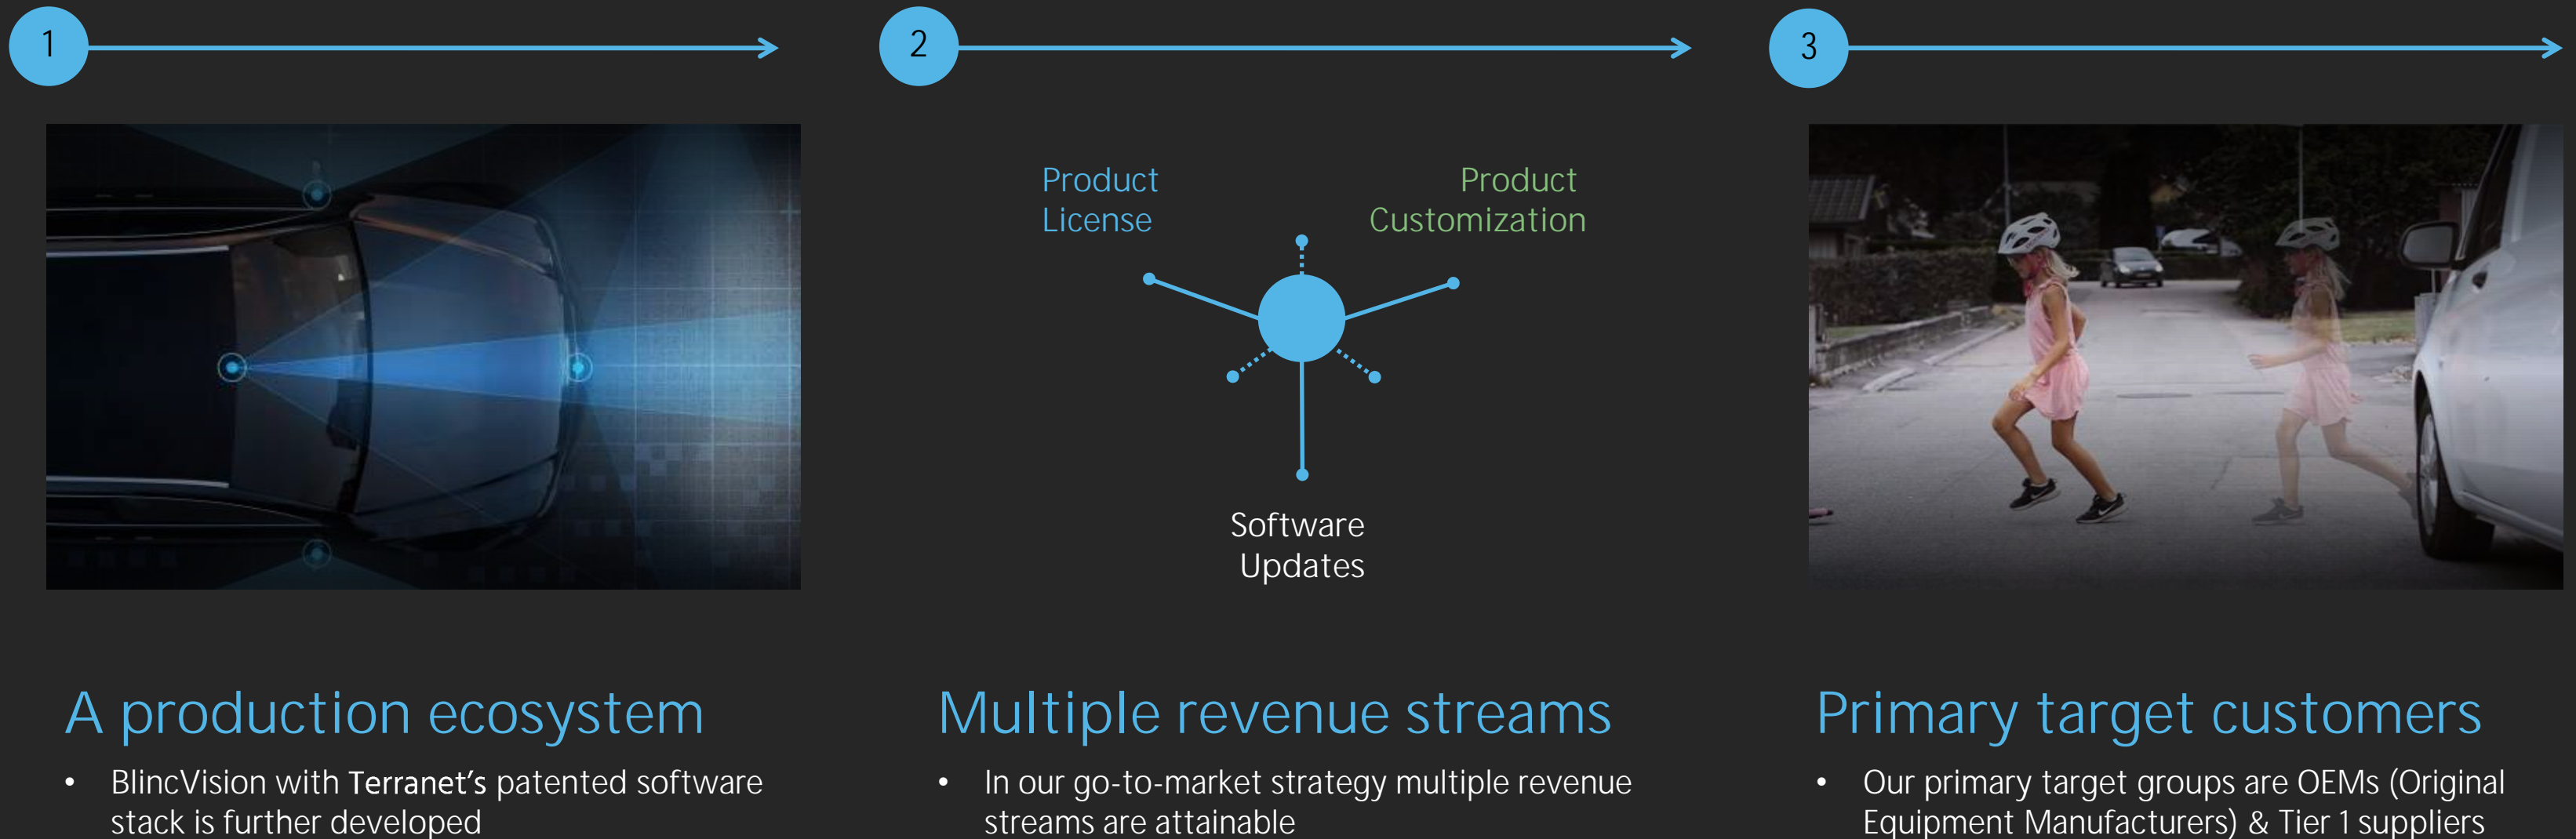 1
2
3
Product
License
Product
Customization
Software
Updates
A production ecosystem
• BlincVision with Terranet's patented software
stack is further developed
Multiple revenue streams
• In our go-to-market strategy multiple revenue
streams are attainable
Primary target customers
• Our primary target groups are OEMs (Original
Equipment Manufacturers) & Tier 1 suppliers